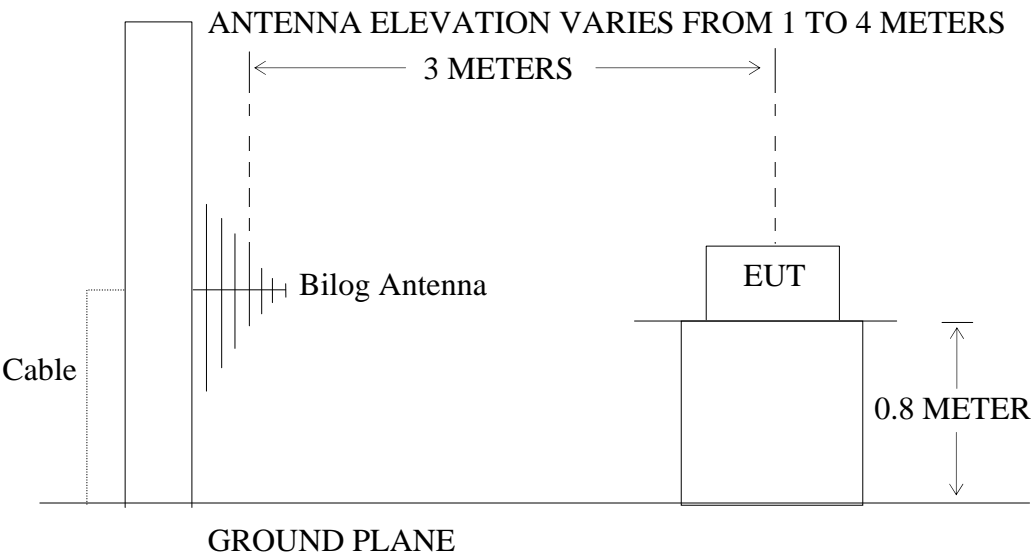 ANTENNA ELEVATION VARIES FROM 1 TO 4 METERS
3 METERS
EUT
Bilog Antenna
Cable
0.8 METER
GROUND PLANE